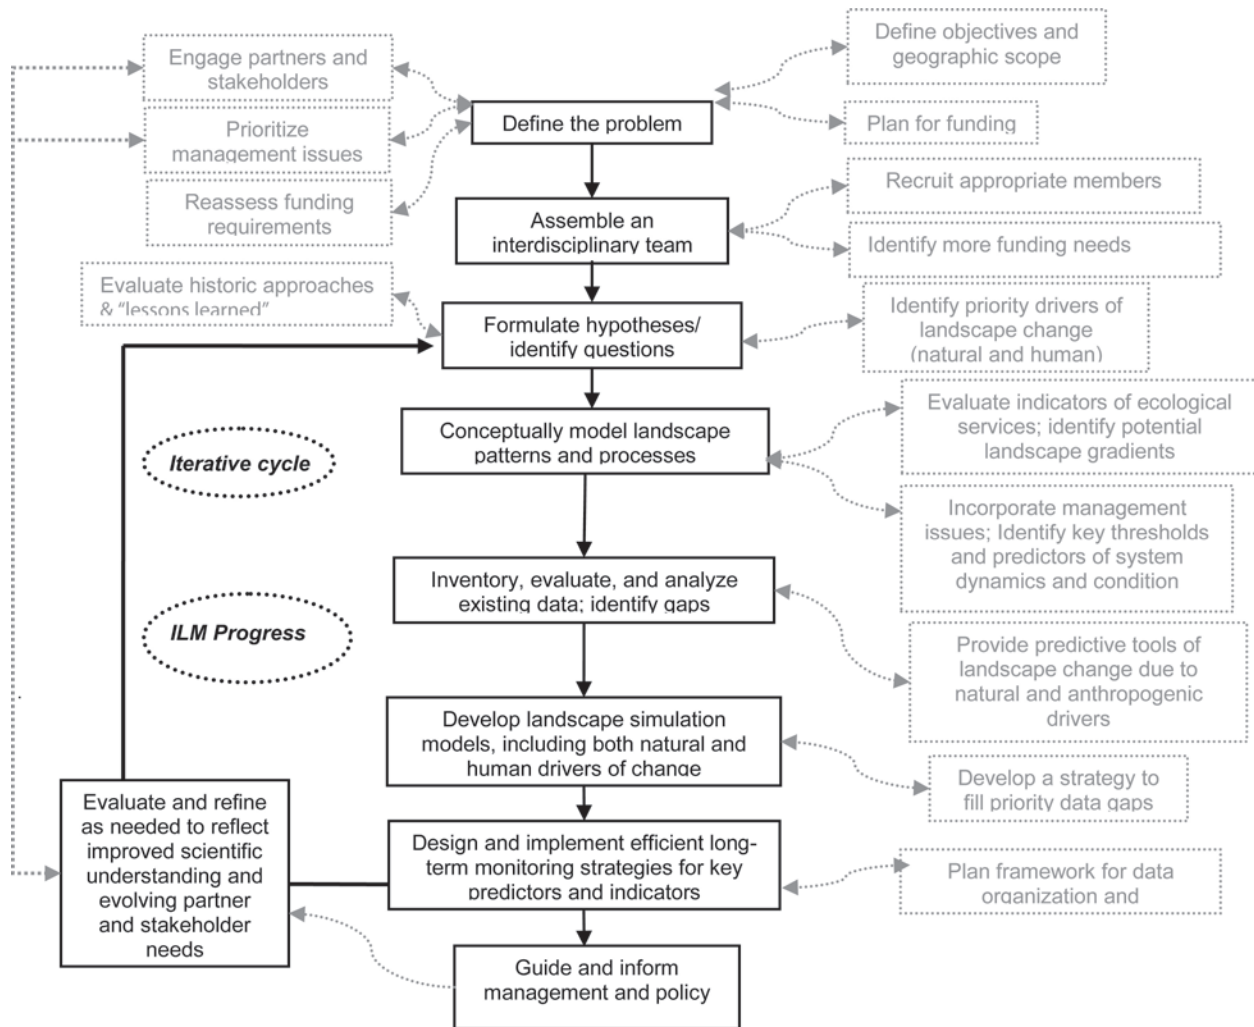 Engage partners and
stakeholders
Define objectives and
geographic scope
Prioritize
management issues
Define the problem
Plan for funding
Reassess funding
requirements
Assemble an
interdisciplinary team
Recruit appropriate members
Identify more funding needs
Evaluate historic approaches
& “lessons learned”
Formulate hypotheses/
identify questions
Identify priority drivers of
landscape change
(natural and human)
Conceptually model landscape
patterns and processes
Evaluate indicators of ecological
services; identify potential
landscape gradients
Iterative cycle
Incorporate management
issues; Identify key thresholds
and predictors of system
dynamics and condition
Inventory, evaluate, and analyze
existing data; identify gaps
ILM Progress
Provide predictive tools of
landscape change due to
natural and anthropogenic
drivers
Develop landscape simulation
models, including both natural and
human drivers of change
Develop a strategy to
fill priority data gaps
Evaluate and refine
as needed to reflect
improved scientific
understanding and
evolving partner
and stakeholder
needs
Design and implement efficient long-
term monitoring strategies for key
predictors and indicators
Plan framework for data
organization and
Guide and inform
management and policy